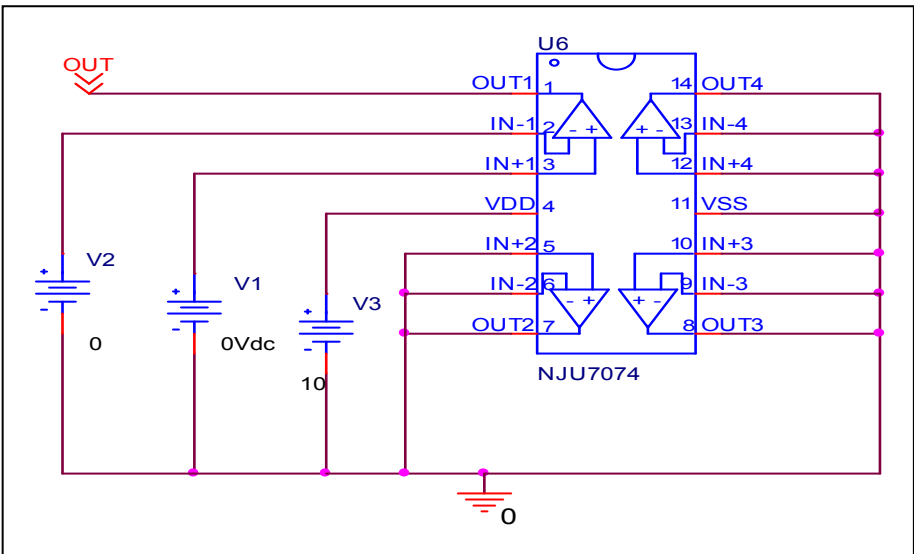 U6
OUT
OUT1 1 14 OUT4
IN-1 2 - + + - 13 IN-4
IN+1 3 12 IN+4
VDD 4 11 VSS
IN+2 5 10 IN+3
IN-2 6 - + + - 9 IN-3
OUT2 7 8 OUT3
NJU7074
+ V2
-
0
+ V1
-
0Vdc
+ V3
-
10
0